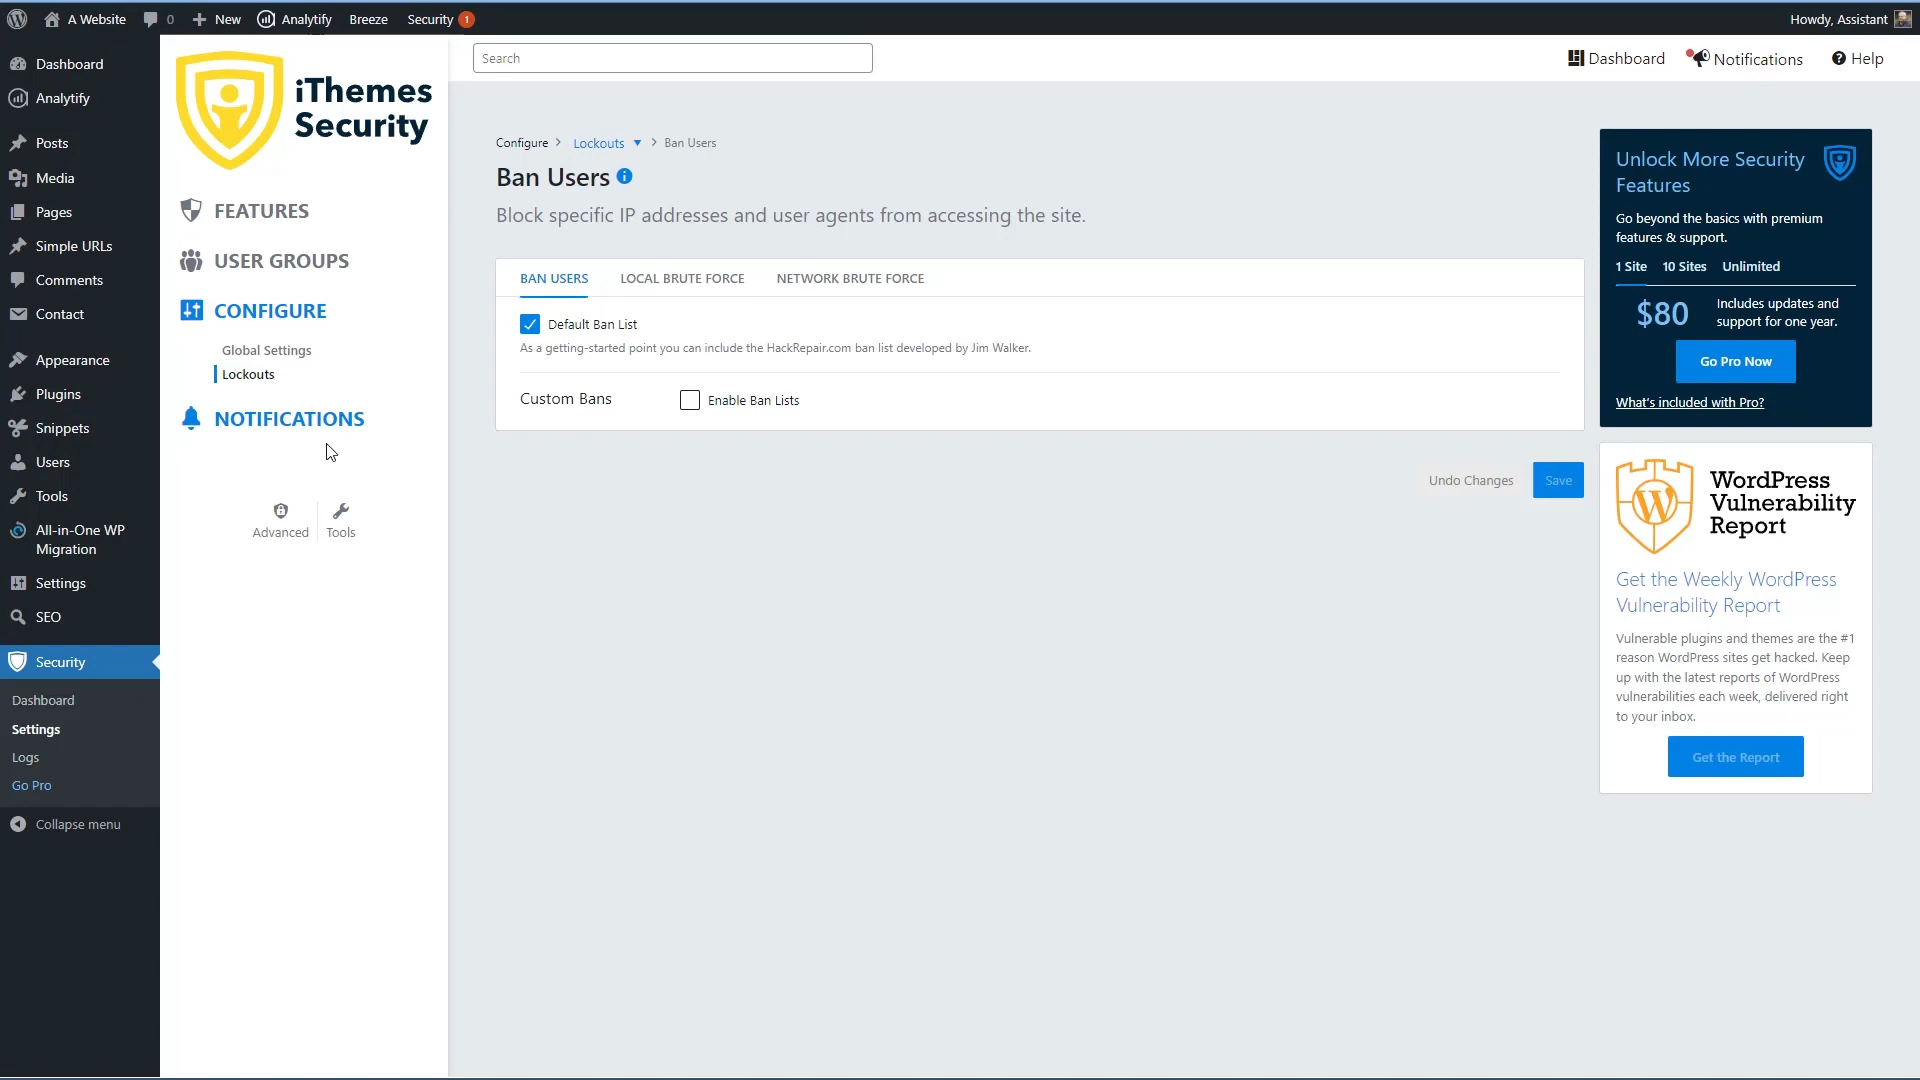 A Website
0
New
Analytify
Breeze
Security 1
Howdy, Assistant
Dashboard
Analytify
Posts
Media
Pages
Simple URLs
Comments
Contact
Appearance
Plugins
Snippets
Users
Tools
All-in-One WP
Migration
Settings
SEO
Security
Dashboard
Settings
Logs
Go Pro
Collapse menu
iThemes
Security
FEATURES
USER GROUPS
CONFIGURE
Global Settings
Lockouts
NOTIFICATIONS
Advanced
Tools
Search
Dashboard
Notifications
Help
Configure > Lockouts > Ban Users
Ban Users
Block specific IP addresses and user agents from accessing the site.
BAN USERS
LOCAL BRUTE FORCE
NETWORK BRUTE FORCE
Default Ban List
As a getting-started point you can include the HackRepair.com ban list developed by Jim Walker.
Custom Bans
Enable Ban Lists
Undo Changes
Save
Unlock More Security
Features
Go beyond the basics with premium
features & support.
1 Site 10 Sites Unlimited
$80
Includes updates and
support for one year.
Go Pro Now
What's included with Pro?
WordPress
Vulnerability
Report
Get the Weekly WordPress
Vulnerability Report
Vulnerable plugins and themes are the #1
reason WordPress sites get hacked. Keep
up with the latest reports of WordPress
vulnerabilities each week, delivered right
to your inbox.
Get the Report